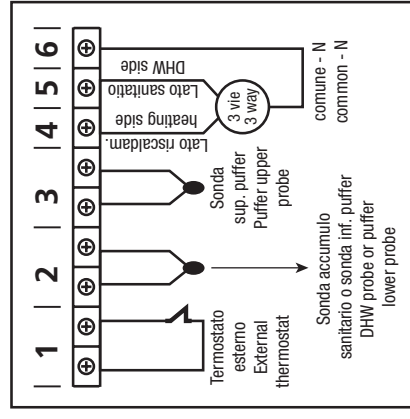 1 2 3 4 5 6
Termostato
esterno
External
thermostat
Sonda accumulo
sanitario o sonda inf. puffer
DHW probe or puffer
lower probe
Sonda
sup. puffer
Puffer upper
probe
Lato riscaldam.
heating side
Lato sanitatio
DHW side
3 vie
3 way
comune - N
common - N